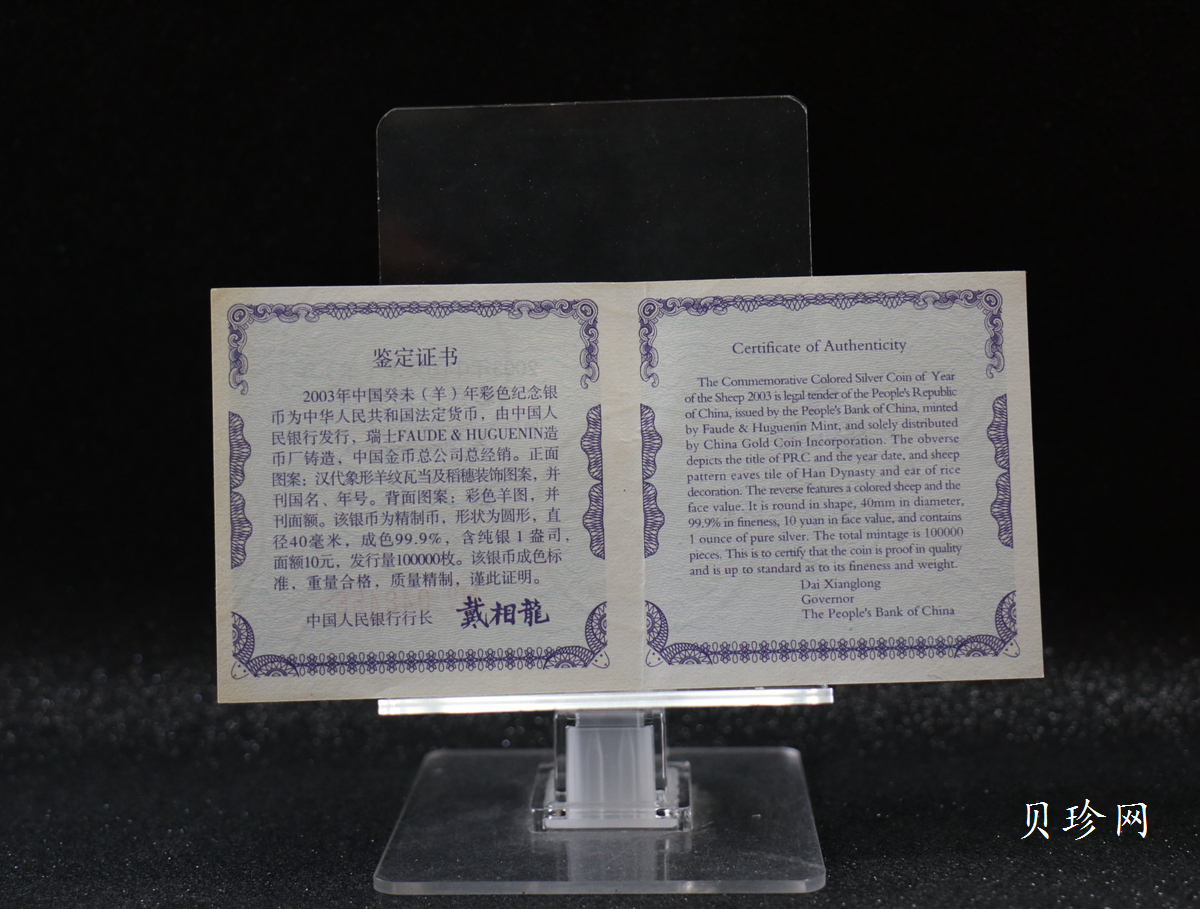 鉴定证书
2003年中国癸未（羊）年彩色纪念银
币为中华人民共和国法定货币，由中国人
民银行发行，瑞士FAUDE & HUGUENIN造
币厂铸造，中国金币总公司总经销。正面
图案：汉代象形羊纹瓦当及稻穗装饰图案，并
刊国名、年号。背面图案：彩色羊图，并
刊面额。该银币为精制币，形状为圆形，直
径40毫米，成色99.9%，含纯银1盎司，
面额10元，发行量100000枚。该银币成色标
准，重量合格，质量精制，谨此证明。
中国人民银行行长 戴相龍
Certificate of Authenticity
The Commemorative Colored Silver Coin of Year
of the Sheep 2003 is legal tender of the People's Republic
of China, issued by the People's Bank of China, minted
by Faude & Huguenin Mint, and solely distributed
by China Gold Coin Incorporation. The obverse
depicts the title of PRC and the year date, and sheep
pattern eaves tile of Han Dynasty and ear of rice
decoration. The reverse features a colored sheep and the
face value. It is round in shape, 40mm in diameter,
99.9% in fineness, 10 yuan in face value, and contains
1 ounce of pure silver. The total mintage is 100000
pieces. This is to certify that the coin is proof in quality
and is up to standard as to its fineness and weight.
Dai Xianglong
Governor
The People's Bank of China
贝珍网